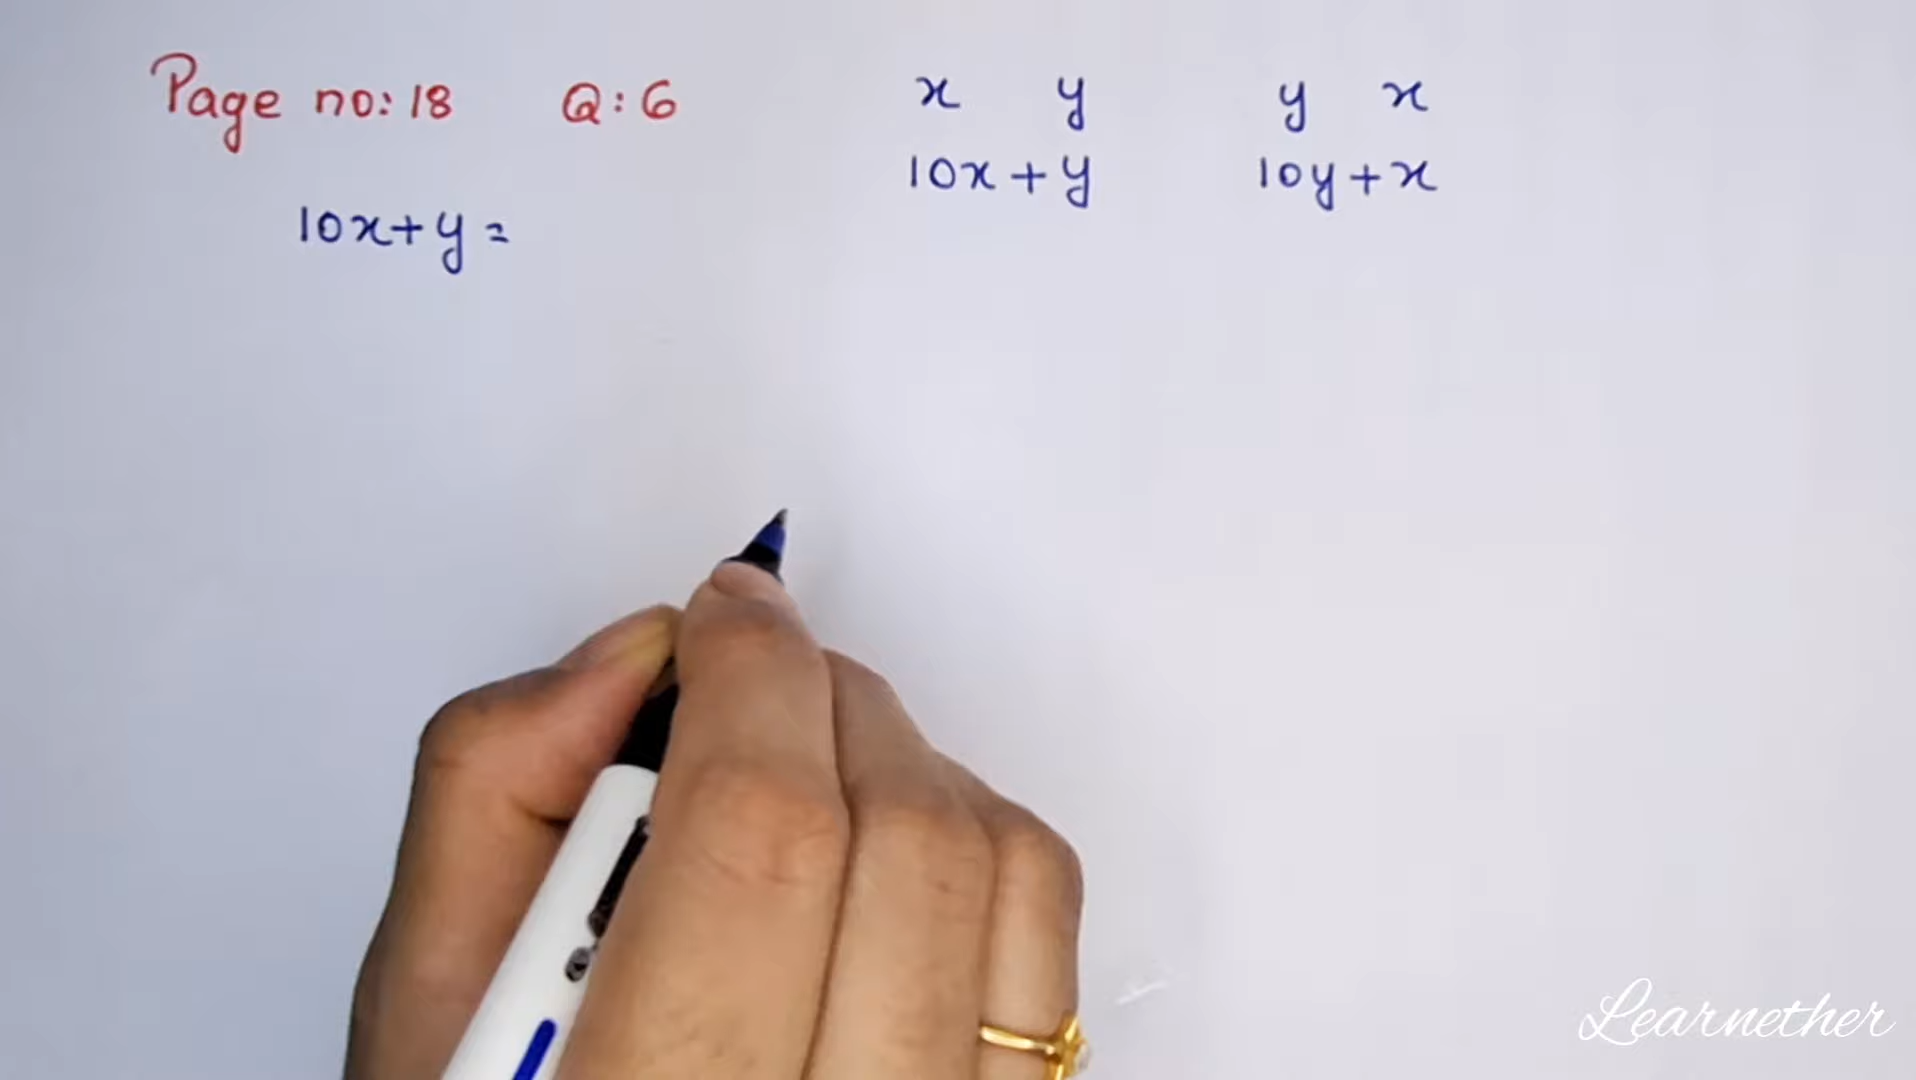 Page no: 18 Q: 6
x y y x
10x + y 10y + x
10x + y =
Learnether